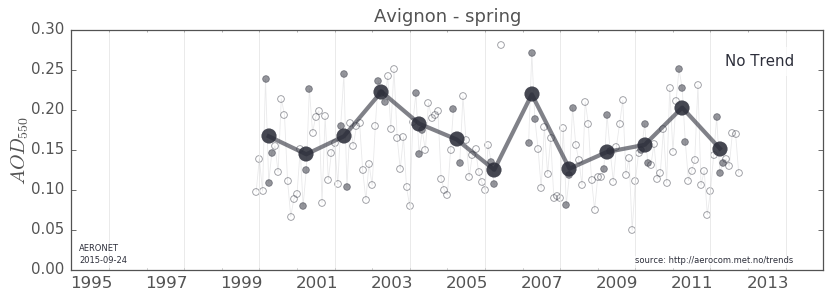 Avignon - spring
No Trend
0.30
0.25
0.20
0.15
0.10
0.05
0.00
AOD550
AERONET
2015-09-24
source: http://aerocom.met.no/trends
1995 1997 1999 2001 2003 2005 2007 2009 2011 2013